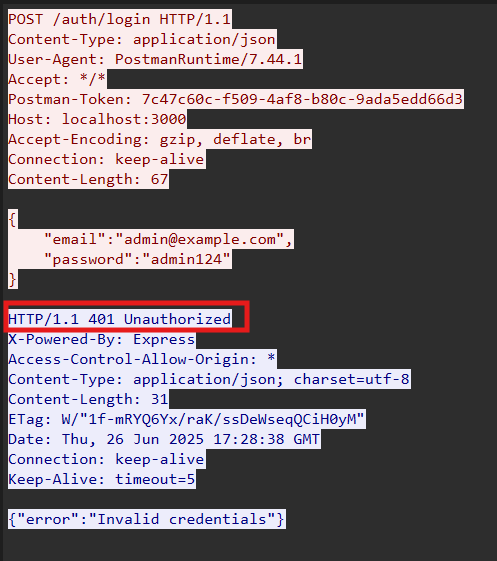 POST /auth/login HTTP/1.1
Content-Type: application/json
User-Agent: PostmanRuntime/7.44.1
Accept: */*
Postman-Token: 7c47c60c-f509-4af8-b80c-9ada5edd66d3
Host: localhost:3000
Accept-Encoding: gzip, deflate, br
Connection: keep-alive
Content-Length: 67

{
    "email":"admin@example.com",
    "password":"admin124"
}

HTTP/1.1 401 Unauthorized
X-Powered-By: Express
Access-Control-Allow-Origin: *
Content-Type: application/json; charset=utf-8
Content-Length: 31
ETag: W/"1f-mRYQ6Yx/raK/ssDeWseqQCiH0yM"
Date: Thu, 26 Jun 2025 17:28:38 GMT
Connection: keep-alive
Keep-Alive: timeout=5

{"error":"Invalid credentials"}